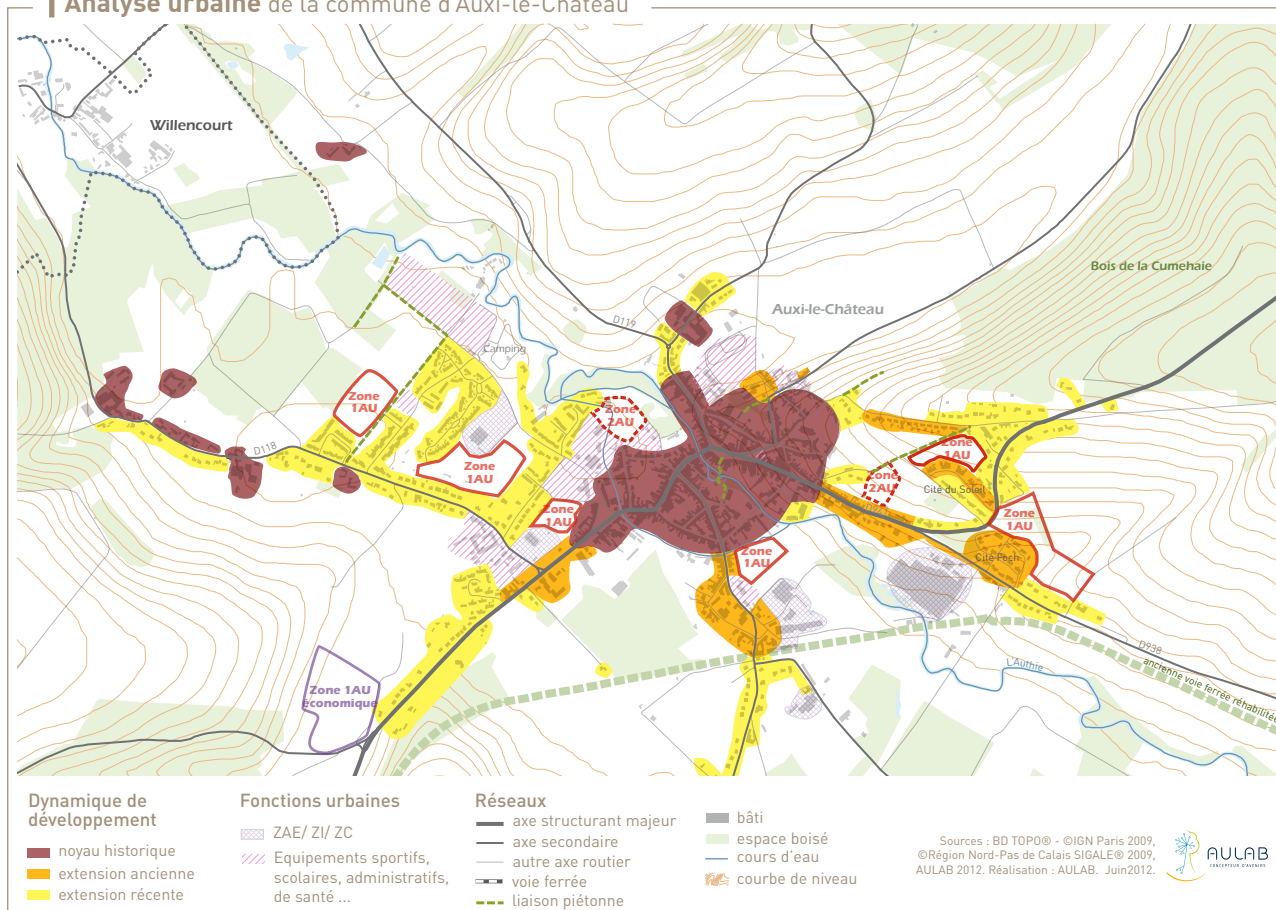 Analyse urbaine de la commune d'Auxi-le-Château
Willencourt
Bois de la Cumehaie
Auxi-le-Château
D119
Camping
Zone
1AU
Zone
2AU
D118
Zone
1AU
Zone
1AU
Zone
2AU
Cité du Soleil
Zone
1AU
Zone
1AU
Cité Foch
Zone
1AU
D938
L'Authie
ancienne voie ferrée réhabilitée
Zone 1AU
économique
Dynamique de
développement
noyau historique
extension ancienne
extension récente
Fonctions urbaines
ZAE/ ZI/ ZC
Equipements sportifs,
scolaires, administratifs,
de santé ...
Réseaux
axe structurant majeur
axe secondaire
autre axe routier
voie ferrée
liaison piétonne
bâti
espace boisé
cours d'eau
courbe de niveau
Sources : BD TOPO® - ©IGN Paris 2009,
©Région Nord-Pas de Calais SIGALE® 2009,
AULAB 2012. Réalisation : AULAB. Juin2012.
AULAB
CONCEPTEUR D'AVENIRS